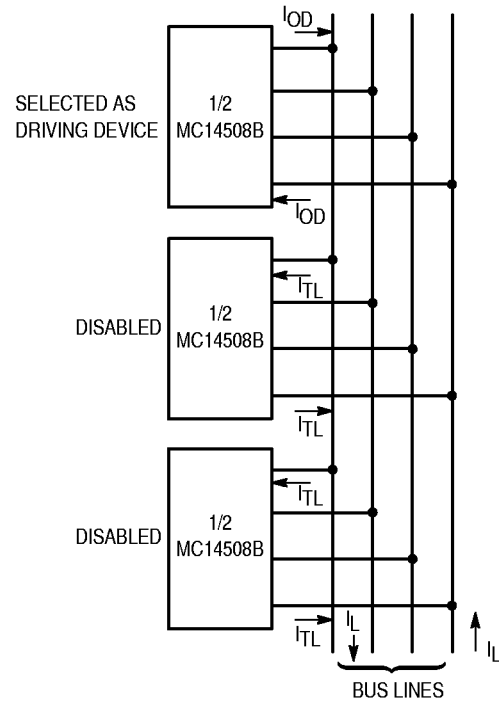 I_OD
SELECTED AS
DRIVING DEVICE
1/2
MC14508B
I_OD
I_TL
DISABLED
1/2
MC14508B
I_TL
I_TL
DISABLED
1/2
MC14508B
I_TL
I_L
I_L
BUS LINES